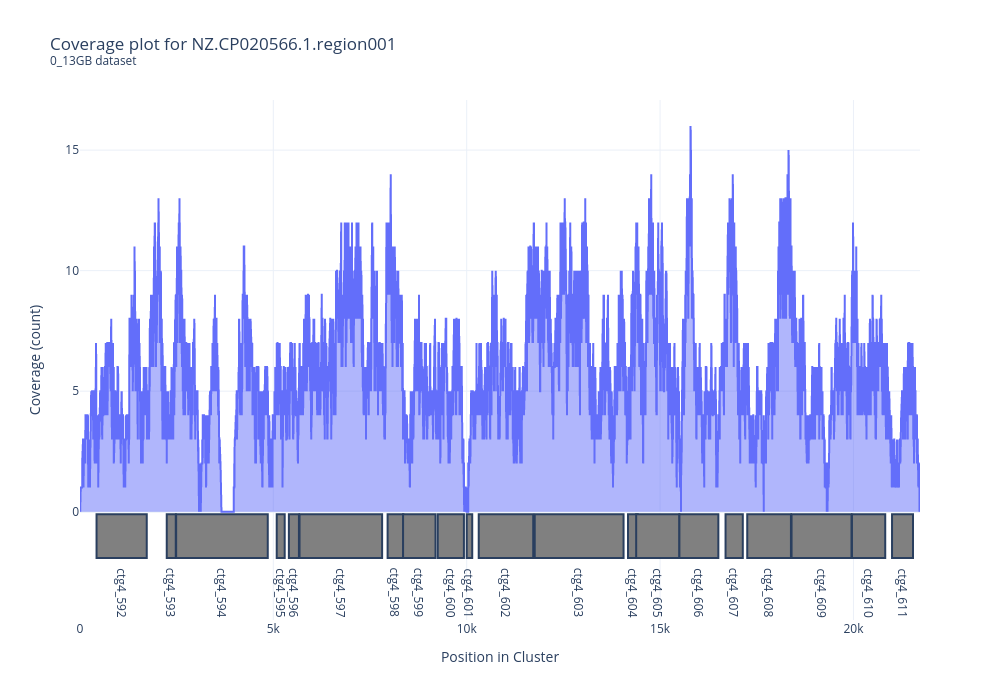 Coverage plot for NZ.CP020566.1.region001
0_13GB dataset
Coverage (count)
15
10
5
0
ctg4_592
ctg4_593
ctg4_594
ctg4_595
ctg4_596
ctg4_597
ctg4_598
ctg4_599
ctg4_600
ctg4_601
ctg4_602
ctg4_603
ctg4_604
ctg4_605
ctg4_606
ctg4_607
ctg4_608
ctg4_609
ctg4_610
ctg4_611
0 5k 10k 15k 20k
Position in Cluster